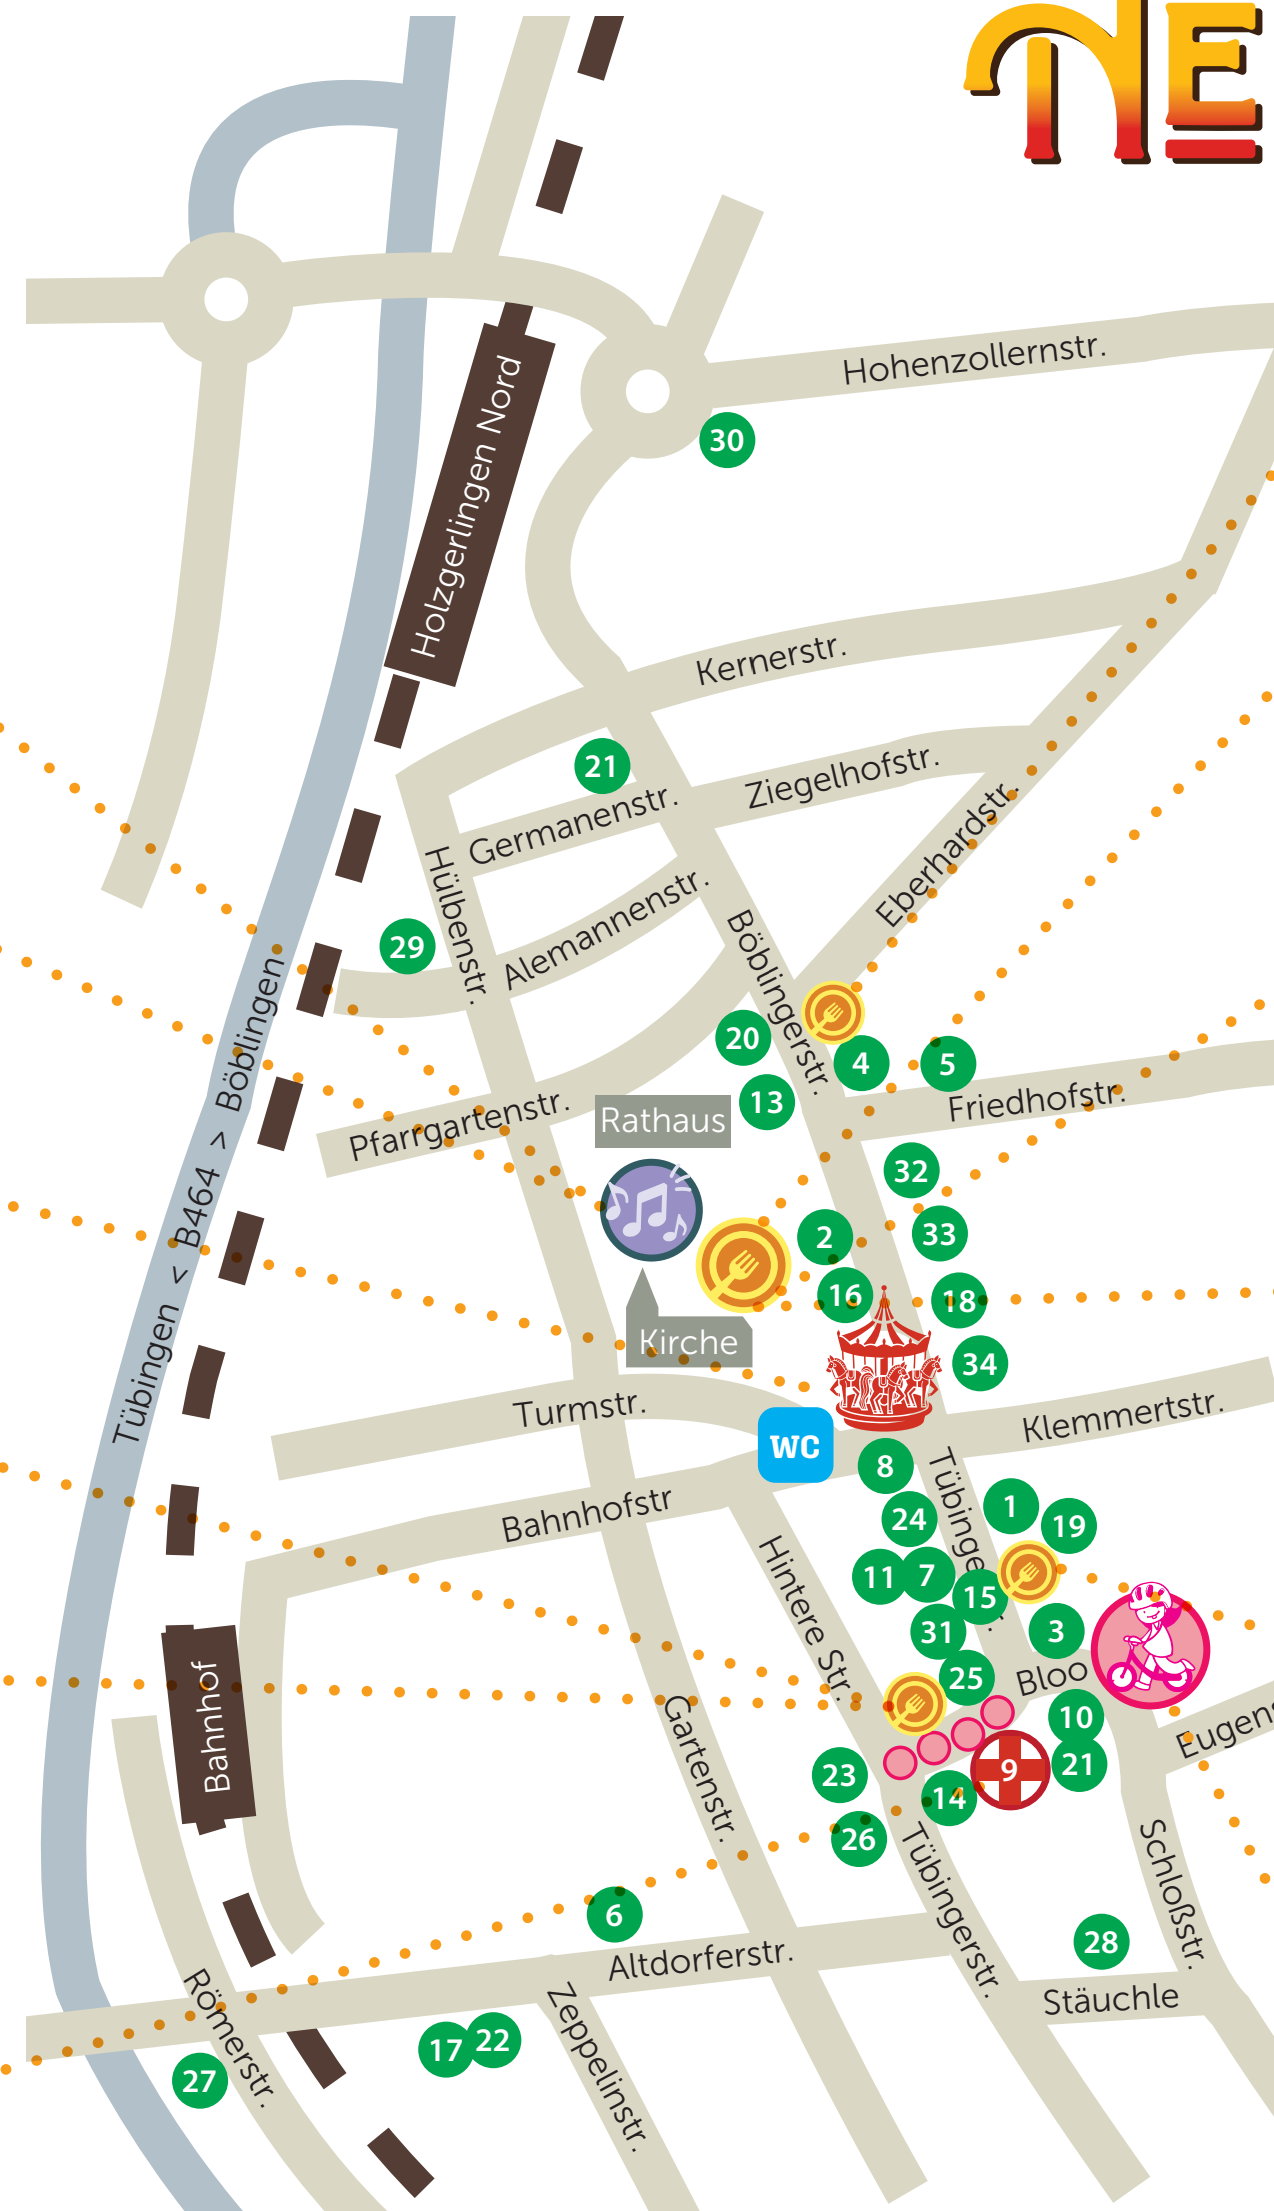 NE
Hohenzollernstr.
Holzgerlingen Nord
30
Kernerstr.
21
Ziegelhofstr.
Germanenstr.
Hülbenstr.
Eberhardstr.
Alemannenstr.
29
Böblingerstr.
Tübingen < B464 > Böblingen
20
4
5
13
Friedhofstr.
Pfarrgartenstr.
Rathaus
32
2
33
16
18
Kirche
34
Turmstr.
Klemmertstr.
WC
8
Tübinge
1
Bahnhofstr
24
19
Hintere Str.
11
7
15
31
3
25
Bloo
Bahnhof
10
Eugens
Gartenstr.
23
9
21
14
26
Tübingerstr.
Schloßstr.
6
28
Altdorferstr.
Römerstr.
Zeppelinstr.
Stäuchle
17
22
27